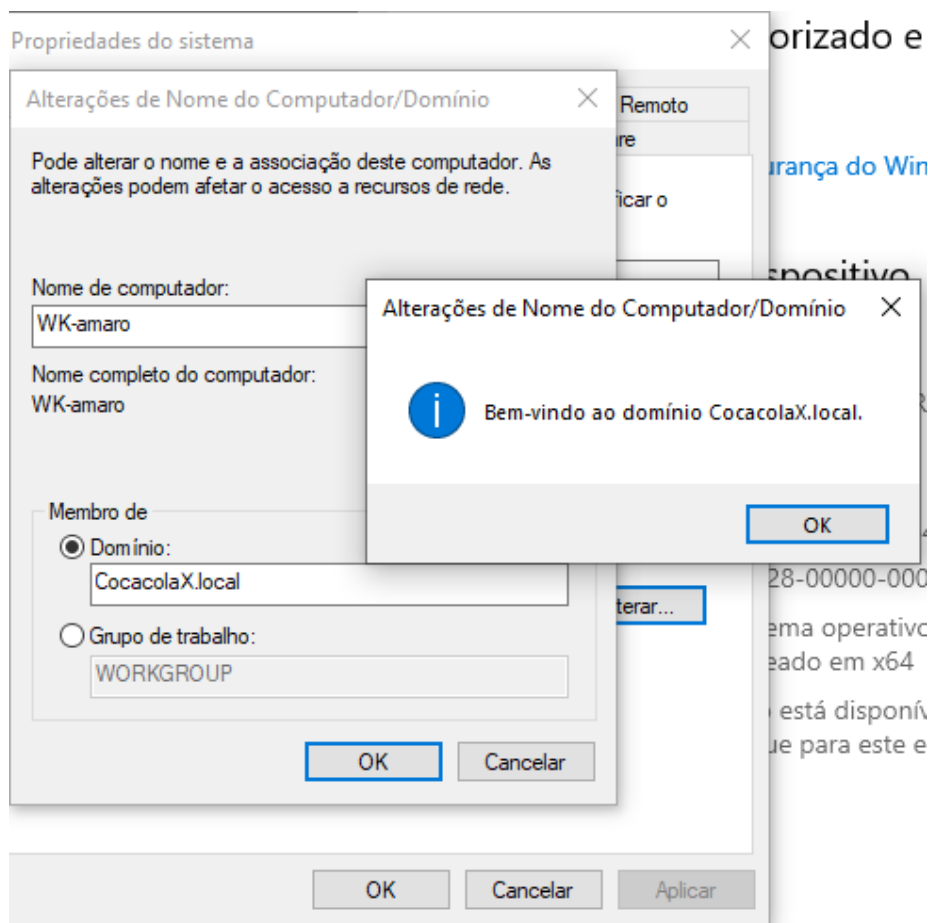 Propriedades do sistema
orizado e
Alterações de Nome do Computador/Domínio
Remoto
Pode alterar o nome e a associação deste computador. As
alterações podem afetar o acesso a recursos de rede.
urança do Win
ficar o
spositivo
Nome de computador:
WK-amaro
Nome completo do computador:
WK-amaro
Alterações de Nome do Computador/Domínio
Bem-vindo ao domínio CocacolaX.local.
OK
Membro de
Domínio:
CocacolaX.local
Grupo de trabalho:
WORKGROUP
OK
Cancelar
terar...
28-00000-000
ema operativo
eado em x64
está disponív
ue para este e
OK
Cancelar
Aplicar